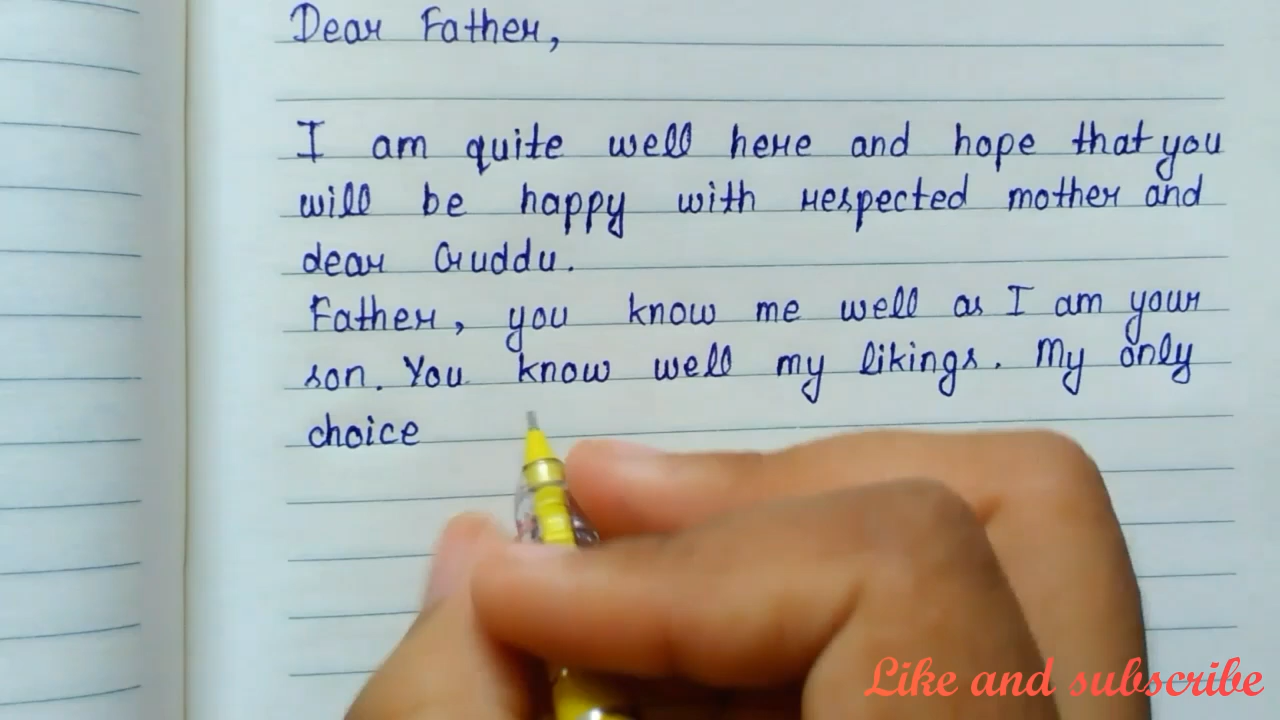 Dear Father,
I am quite well here and hope that you
will be happy with respected mother and
dear Guddu.
Father, you know me well as I am your
son. You know well my likings. My only
choice
Like and subscribe